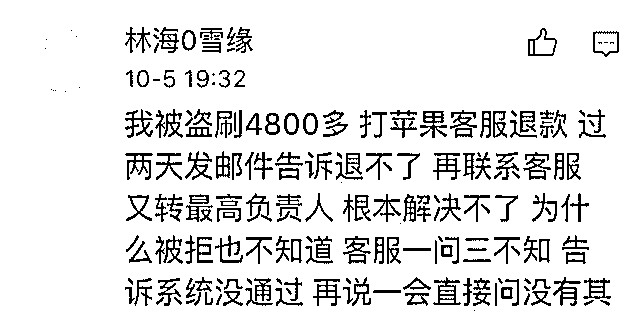 林海0雪缘
10-5 19:32
我被盗刷4800多 打苹果客服退款 过
两天发邮件告诉退不了 再联系客服
又转最高负责人 根本解决不了 为什
么被拒也不知道 客服一问三不知 告
诉系统没通过 再说一会直接问没有其